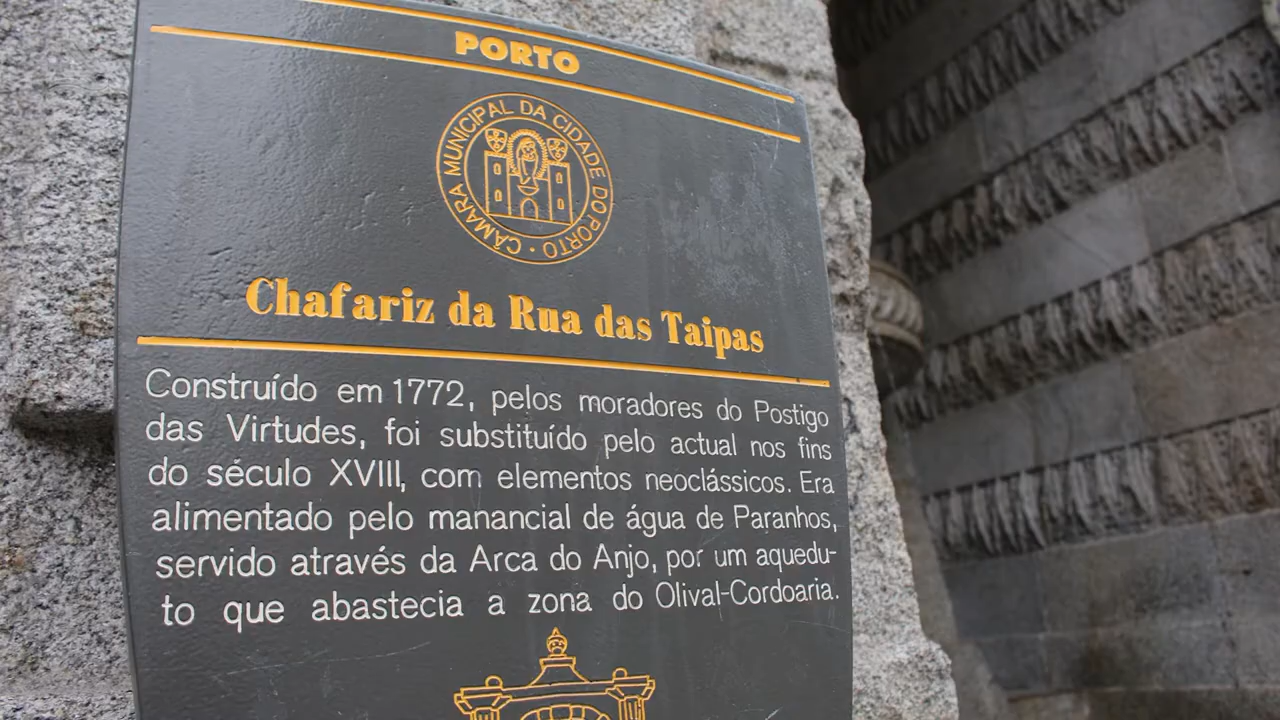 PORTO
CÂMARA MUNICIPAL DA CIDADE DO PORTO ·
Chafariz da Rua das Taipas
Construído em 1772, pelos moradores do Postigo
das Virtudes, foi substituído pelo actual nos fins
do século XVIII, com elementos neoclássicos. Era
alimentado pelo manancial de água de Paranhos,
servido através da Arca do Anjo, por um aquedu-
to que abastecia a zona do Olival-Cordoaria.